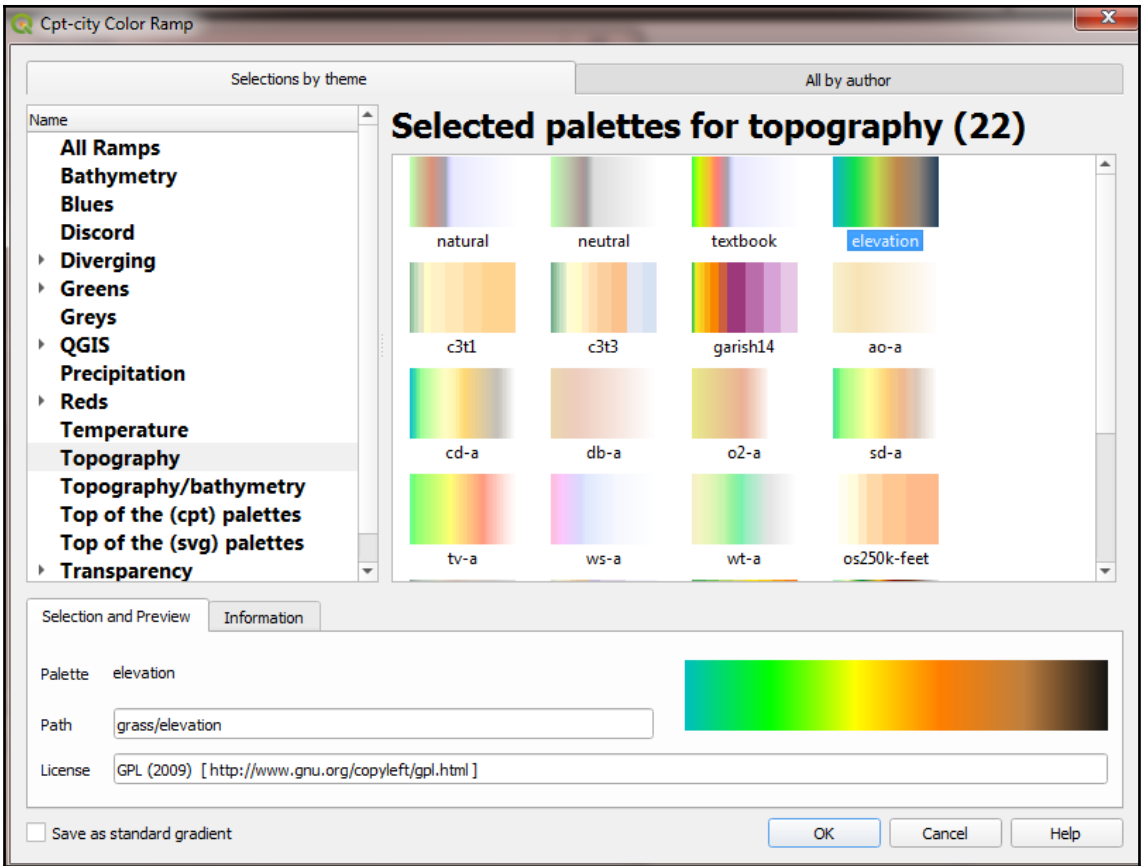 Cpt-city Color Ramp
x
Selections by theme
All by author
Name
All Ramps
Bathymetry
Blues
Discord
Diverging
Greens
Greys
QGIS
Precipitation
Reds
Temperature
Topography
Topography/bathymetry
Top of the (cpt) palettes
Top of the (svg) palettes
Transparency
Selected palettes for topography (22)
natural neutral textbook elevation
c3t1 c3t3 garish14 ao-a
cd-a db-a o2-a sd-a
tv-a ws-a wt-a os250k-feet
Selection and Preview
Information
Palette elevation
Path grass/elevation
License GPL (2009) [ http://www.gnu.org/copyleft/gpl.html ]
Save as standard gradient
OK
Cancel
Help